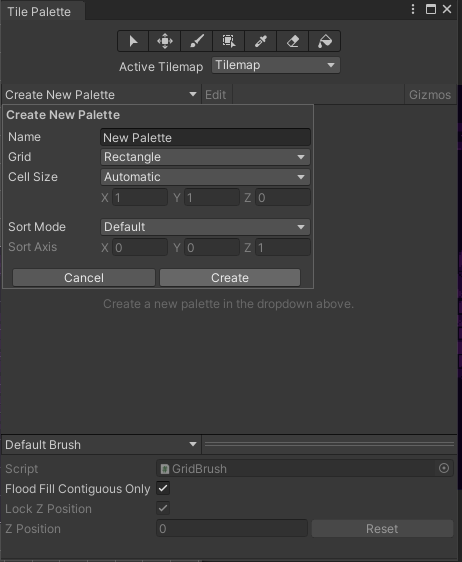 Tile Palette
Active Tilemap Tilemap
Create New Palette Edit Gizmos
Create New Palette
Name New Palette
Grid Rectangle
Cell Size Automatic
X 1 Y 1 Z 0
Sort Mode Default
Sort Axis X 0 Y 0 Z 1
Cancel Create
Create a new palette in the dropdown above.
Default Brush
Script GridBrush
Flood Fill Contiguous Only
Lock Z Position
Z Position 0 Reset